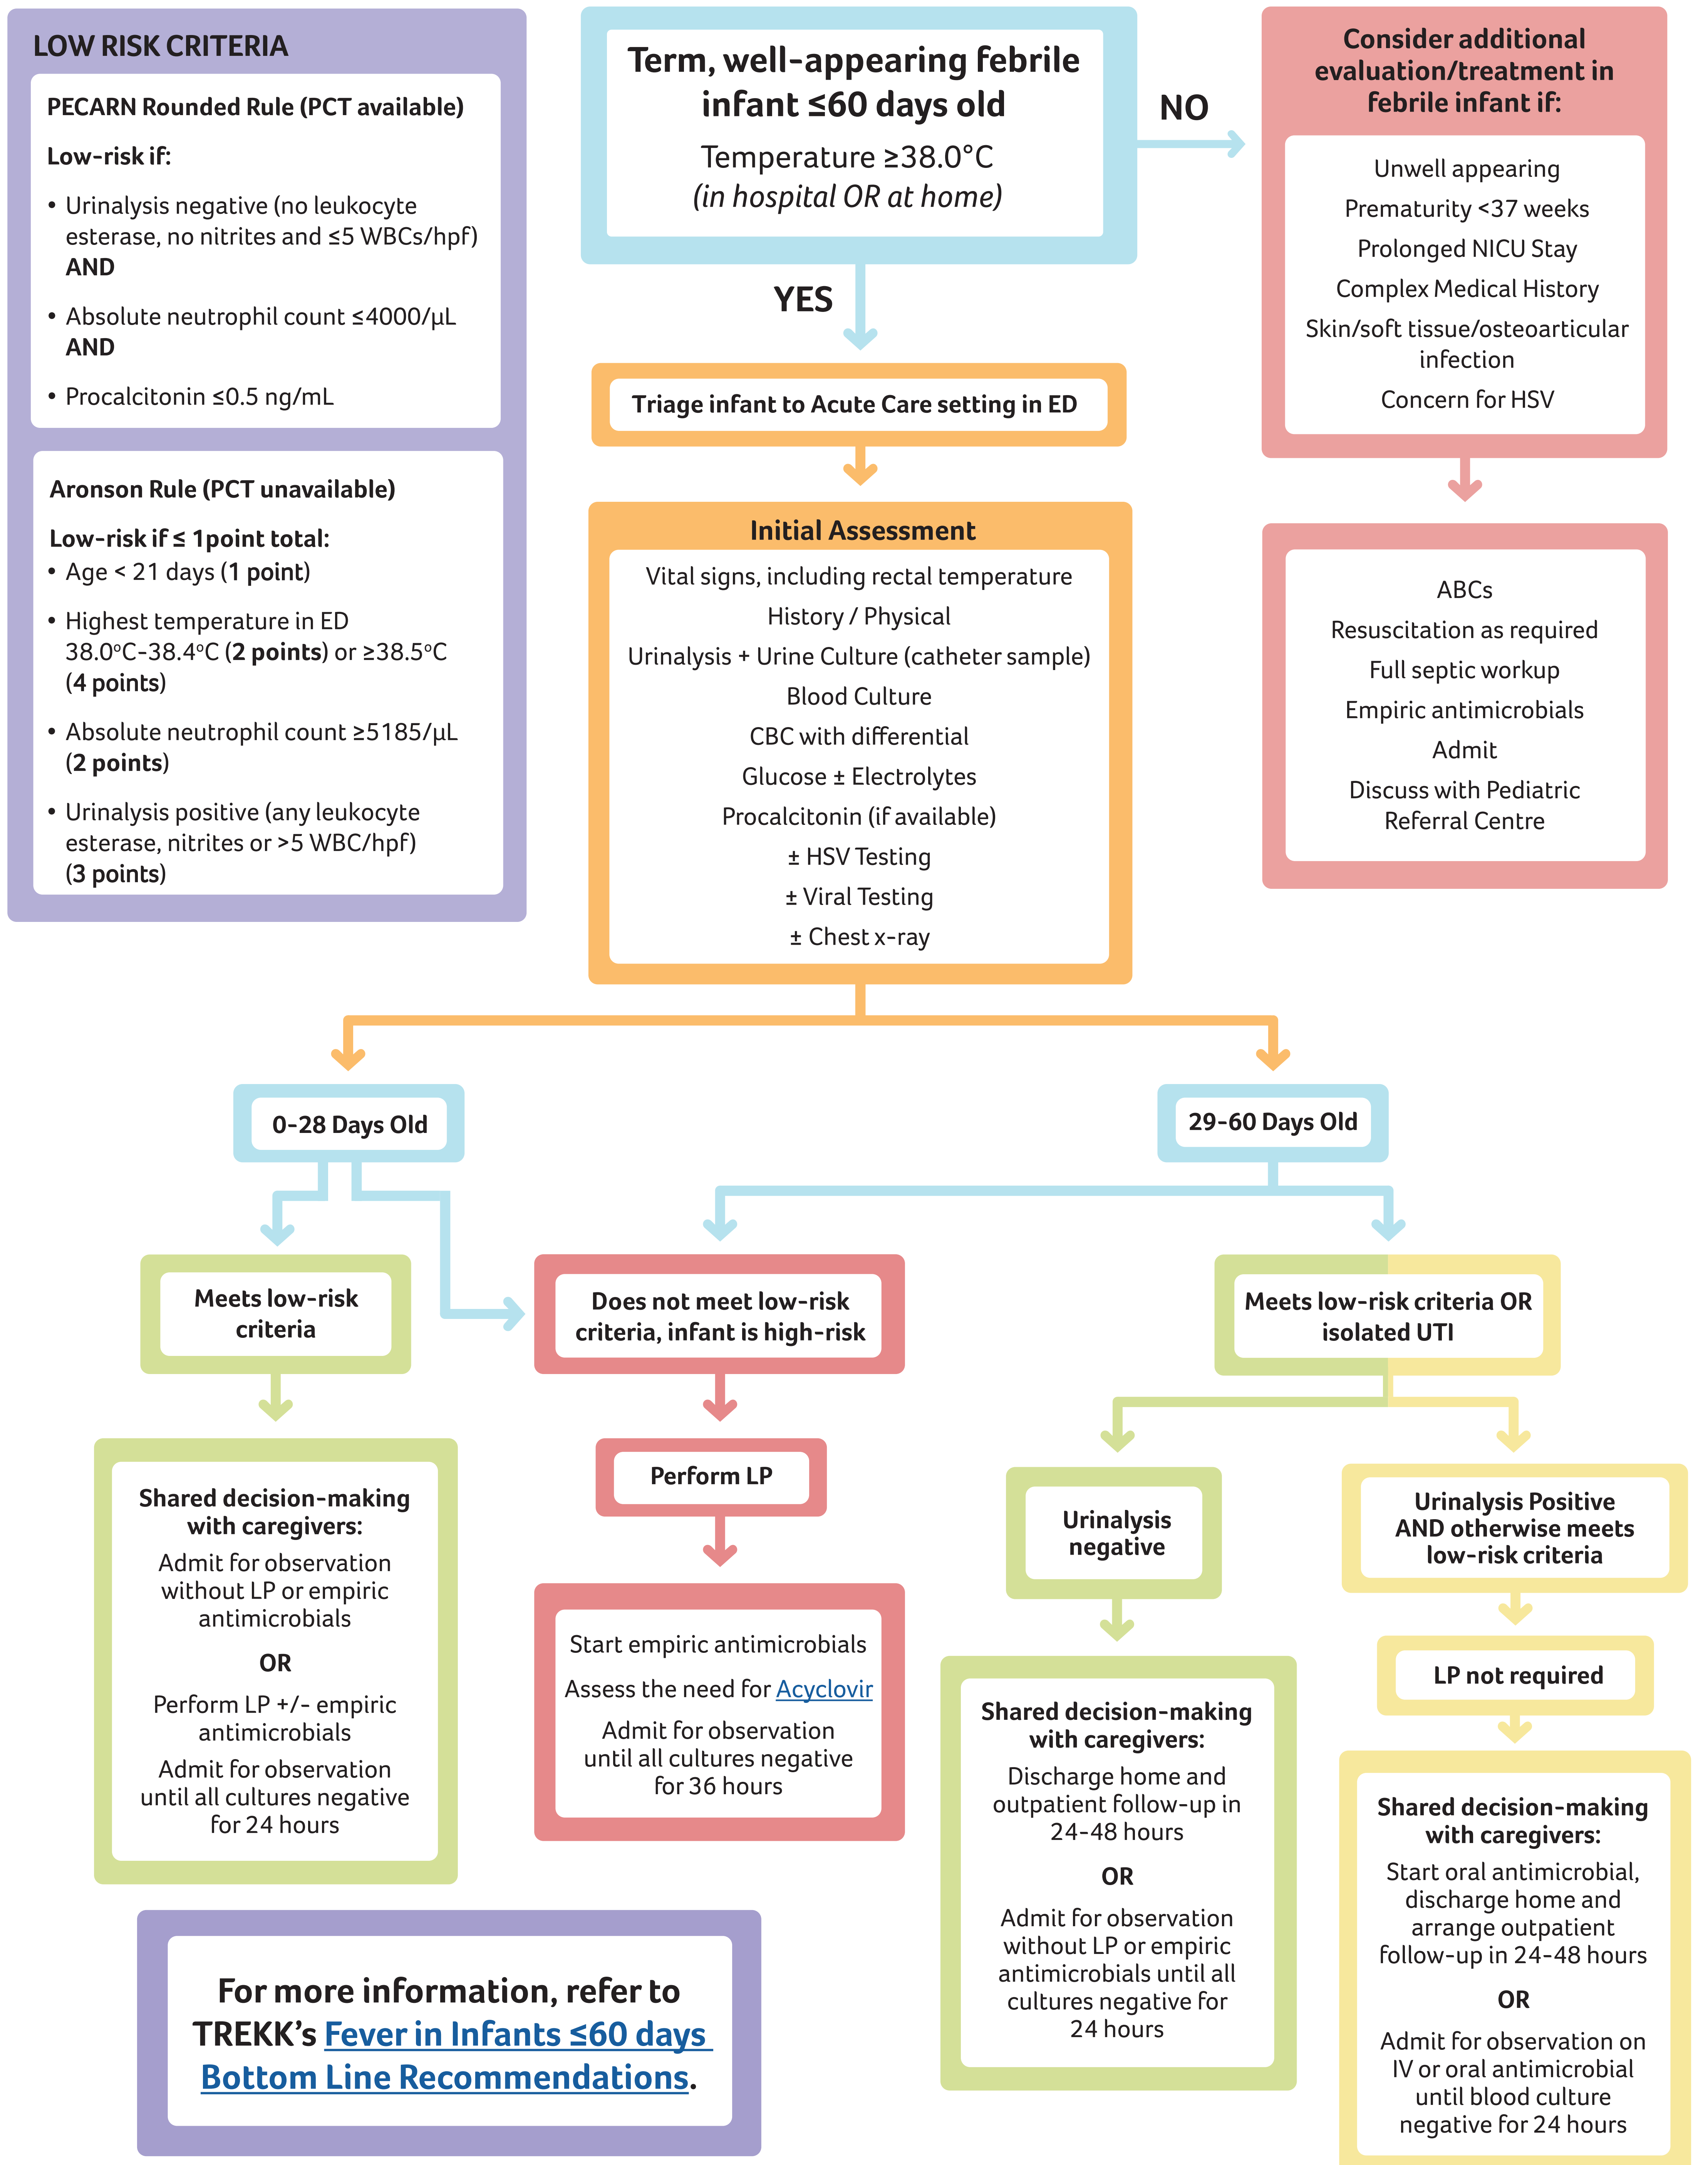 LOW RISK CRITERIA
PECARN Rounded Rule (PCT available)
Low-risk if:
• Urinalysis negative (no leukocyte
esterase, no nitrites and ≤5 WBCs/hpf)
AND
• Absolute neutrophil count ≤4000/µL
AND
• Procalcitonin ≤0.5 ng/mL
Aronson Rule (PCT unavailable)
Low-risk if ≤ 1point total:
• Age < 21 days (1 point)
• Highest temperature in ED
38.0ºC-38.4ºC (2 points) or ≥38.5ºC
(4 points)
• Absolute neutrophil count ≥5185/µL
(2 points)
• Urinalysis positive (any leukocyte
esterase, nitrites or >5 WBC/hpf)
(3 points)
Term, well-appearing febrile
infant ≤60 days old
Temperature ≥38.0°C
(in hospital OR at home)
NO
YES
Consider additional
evaluation/treatment in
febrile infant if:
Unwell appearing
Prematurity <37 weeks
Prolonged NICU Stay
Complex Medical History
Skin/soft tissue/osteoarticular
infection
Concern for HSV
ABCs
Resuscitation as required
Full septic workup
Empiric antimicrobials
Admit
Discuss with Pediatric
Referral Centre
Triage infant to Acute Care setting in ED
Initial Assessment
Vital signs, including rectal temperature
History / Physical
Urinalysis + Urine Culture (catheter sample)
Blood Culture
CBC with differential
Glucose ± Electrolytes
Procalcitonin (if available)
± HSV Testing
± Viral Testing
± Chest x-ray
0-28 Days Old
29-60 Days Old
Meets low-risk
criteria
Does not meet low-risk
criteria, infant is high-risk
Meets low-risk criteria OR
isolated UTI
Shared decision-making
with caregivers:
Admit for observation
without LP or empiric
antimicrobials
OR
Perform LP +/- empiric
antimicrobials
Admit for observation
until all cultures negative
for 24 hours
Perform LP
Start empiric antimicrobials
Assess the need for Acyclovir
Admit for observation
until all cultures negative
for 36 hours
Urinalysis
negative
Shared decision-making
with caregivers:
Discharge home and
outpatient follow-up in
24-48 hours
OR
Admit for observation
without LP or empiric
antimicrobials until all
cultures negative for
24 hours
Urinalysis Positive
AND otherwise meets
low-risk criteria
LP not required
Shared decision-making
with caregivers:
Start oral antimicrobial,
discharge home and
arrange outpatient
follow-up in 24-48 hours
OR
Admit for observation on
IV or oral antimicrobial
until blood culture
negative for 24 hours
For more information, refer to
TREKK’s Fever in Infants ≤60 days
Bottom Line Recommendations.